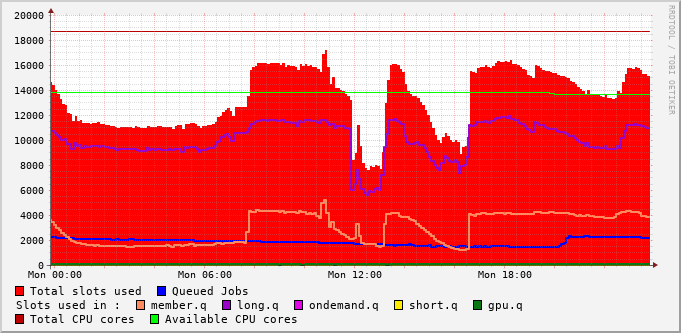 20000
18000
16000
14000
12000
10000
8000
6000
4000
2000
0
Mon 00:00 Mon 06:00 Mon 12:00 Mon 18:00
RRDTOOL / TOBI OETIKER
Total slots used Queued Jobs
Slots used in : member.q long.q ondemand.q short.q gpu.q
Total CPU cores Available CPU cores